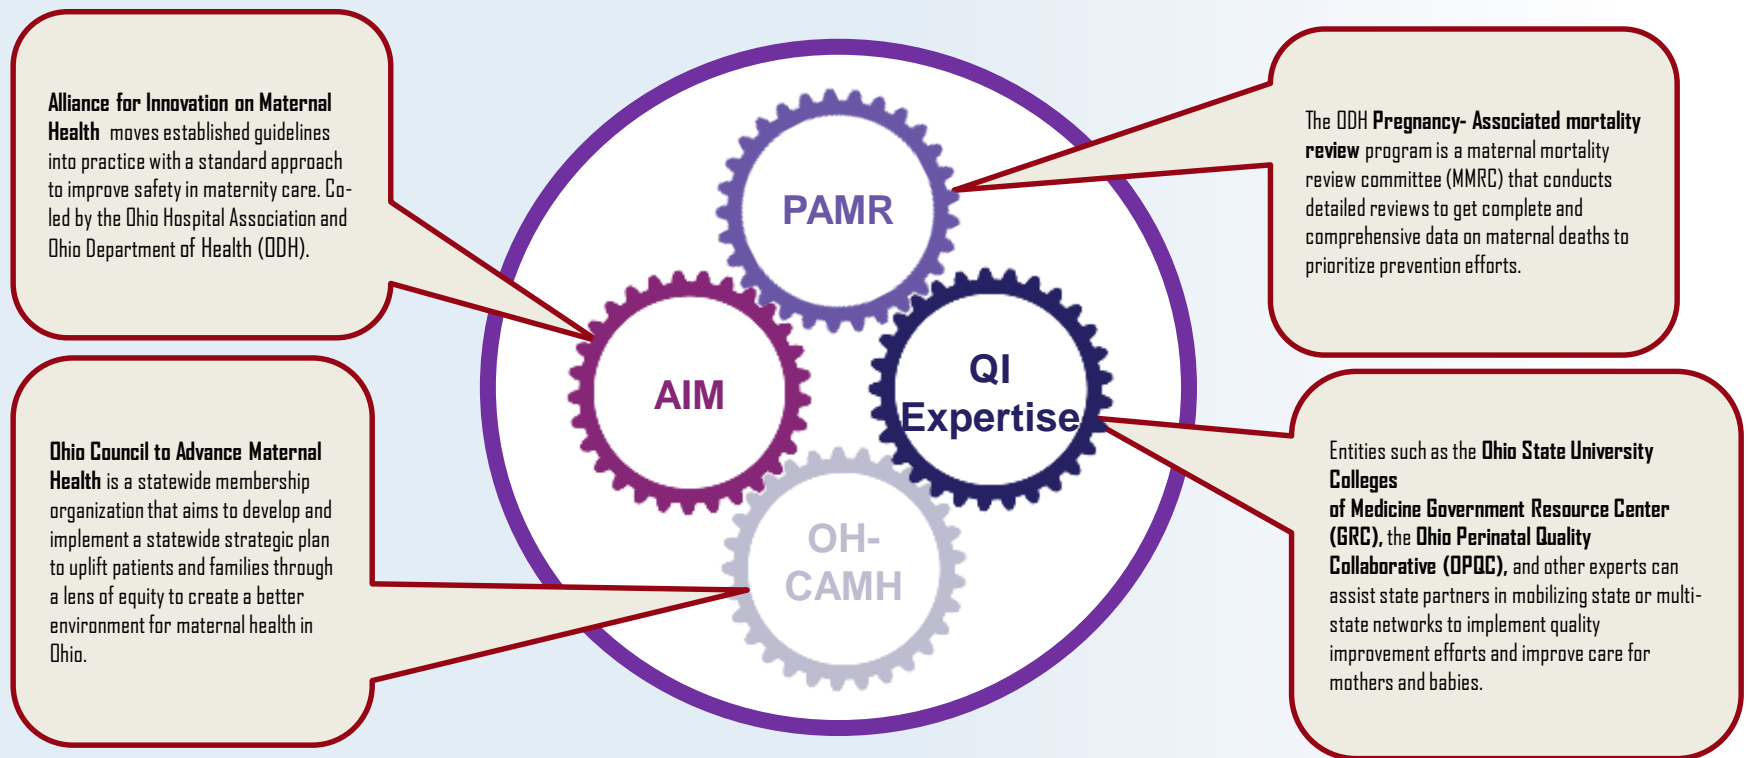 Alliance for Innovation on Maternal
Health moves established guidelines
into practice with a standard approach
to improve safety in maternity care. Co-
led by the Ohio Hospital Association and
Ohio Department of Health (ODH).
The ODH Pregnancy- Associated mortality
review program is a maternal mortality
review committee (MMRC) that conducts
detailed reviews to get complete and
comprehensive data on maternal deaths to
prioritize prevention efforts.
PAMR
AIM
QI
Expertise
OH-
CAMH
Ohio Council to Advance Maternal
Health is a statewide membership
organization that aims to develop and
implement a statewide strategic plan
to uplift patients and families through
a lens of equity to create a better
environment for maternal health in
Ohio.
Entities such as the Ohio State University
Colleges
of Medicine Government Resource Center
(GRC), the Ohio Perinatal Quality
Collaborative (OPQC), and other experts can
assist state partners in mobilizing state or multi-
state networks to implement quality
improvement efforts and improve care for
mothers and babies.